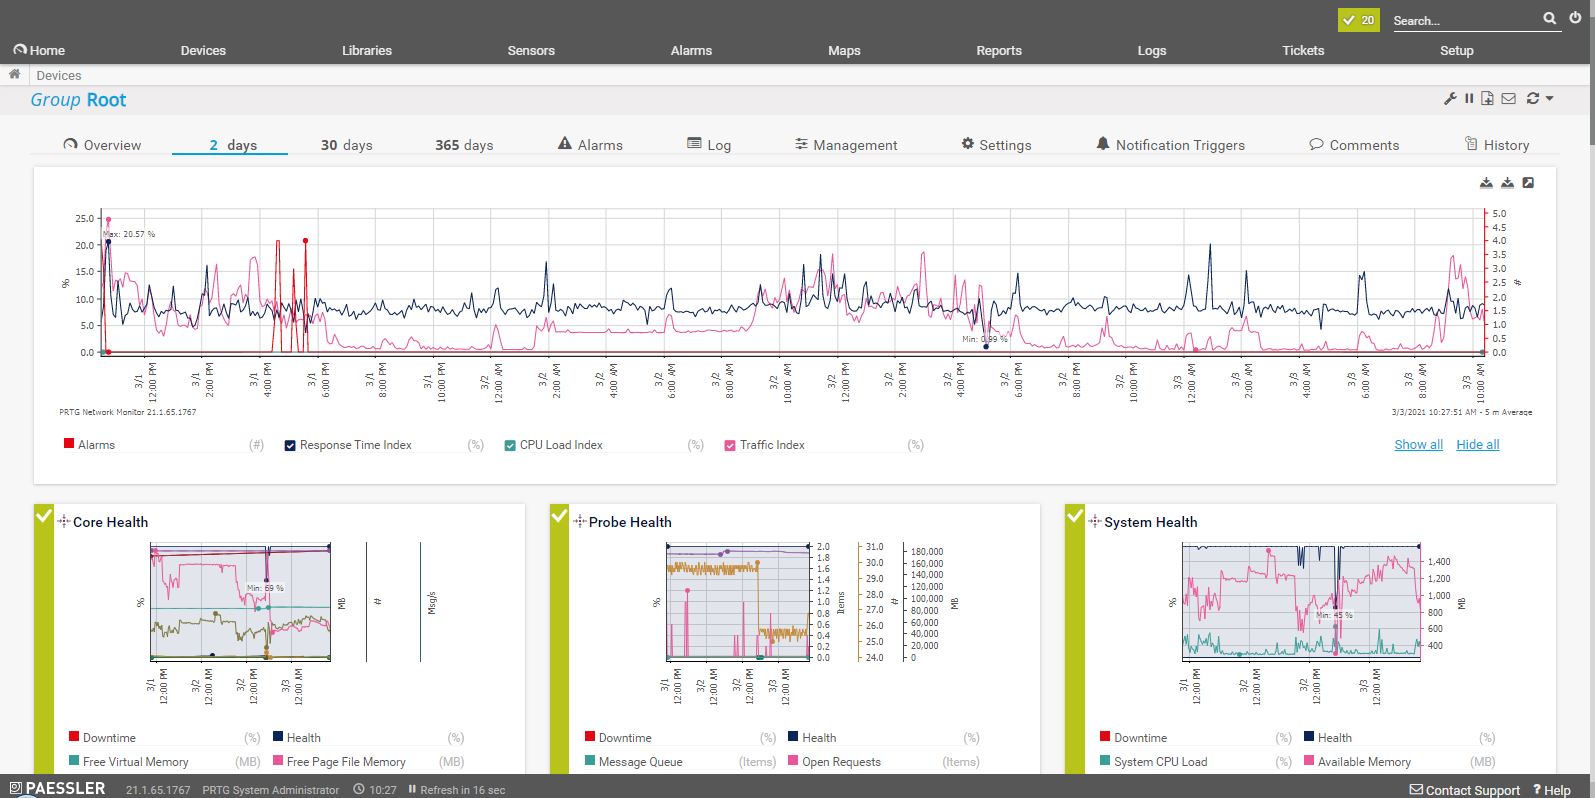 20 Search...
Home Devices Libraries Sensors Alarms Maps Reports Logs Tickets Setup
Devices
Group Root
Overview 2 days 30 days 365 days Alarms Log Management Settings Notification Triggers Comments History
25.0
20.0
15.0
10.0
5.0
0.0
%
Max: 20.57 %
Min: 0.99 %
5.0
4.5
4.0
3.5
3.0
2.5
2.0
1.5
1.0
0.5
0.0
#
3/1 12:00 PM
3/1 2:00 PM
3/1 4:00 PM
3/1 6:00 PM
3/1 8:00 PM
3/1 10:00 PM
3/2 12:00 AM
3/2 2:00 AM
3/2 4:00 AM
3/2 6:00 AM
3/2 8:00 AM
3/2 10:00 AM
3/2 12:00 PM
3/2 2:00 PM
3/2 4:00 PM
3/2 6:00 PM
3/2 8:00 PM
3/2 10:00 PM
3/3 12:00 AM
3/3 2:00 AM
3/3 4:00 AM
3/3 6:00 AM
3/3 8:00 AM
3/3 10:00 AM
PRTG Network Monitor 21.1.65.1767 3/3/2021 10:27:51 AM - 5 m Average
Alarms (#) Response Time Index (%) CPU Load Index (%) Traffic Index (%) Show all Hide all
Core Health
%
Min: 69 %
MB
#
Msg/s
3/1 12:00 PM
3/2 12:00 AM
3/2 12:00 PM
3/3 12:00 AM
Downtime (%) Health (%)
Free Virtual Memory (MB) Free Page File Memory (MB)
Probe Health
%
2.0
1.8
1.6
1.4
1.2
1.0
0.8
0.6
0.4
0.2
0.0
Items
31.0
30.0
29.0
28.0
27.0
26.0
25.0
24.0
#
180,000
160,000
140,000
120,000
100,000
80,000
60,000
40,000
20,000
0
MB
3/1 12:00 PM
3/2 12:00 AM
3/2 12:00 PM
3/3 12:00 AM
Downtime (%) Health (%)
Message Queue (Items) Open Requests (Items)
System Health
%
Min: 45 %
1,400
1,200
1,000
800
600
400
MB
3/1 12:00 PM
3/2 12:00 AM
3/2 12:00 PM
3/3 12:00 AM
Downtime (%) Health (%)
System CPU Load (%) Available Memory (MB)
PAESSLER 21.1.65.1767 PRTG System Administrator 10:27 Refresh in 16 sec Contact Support ? Help